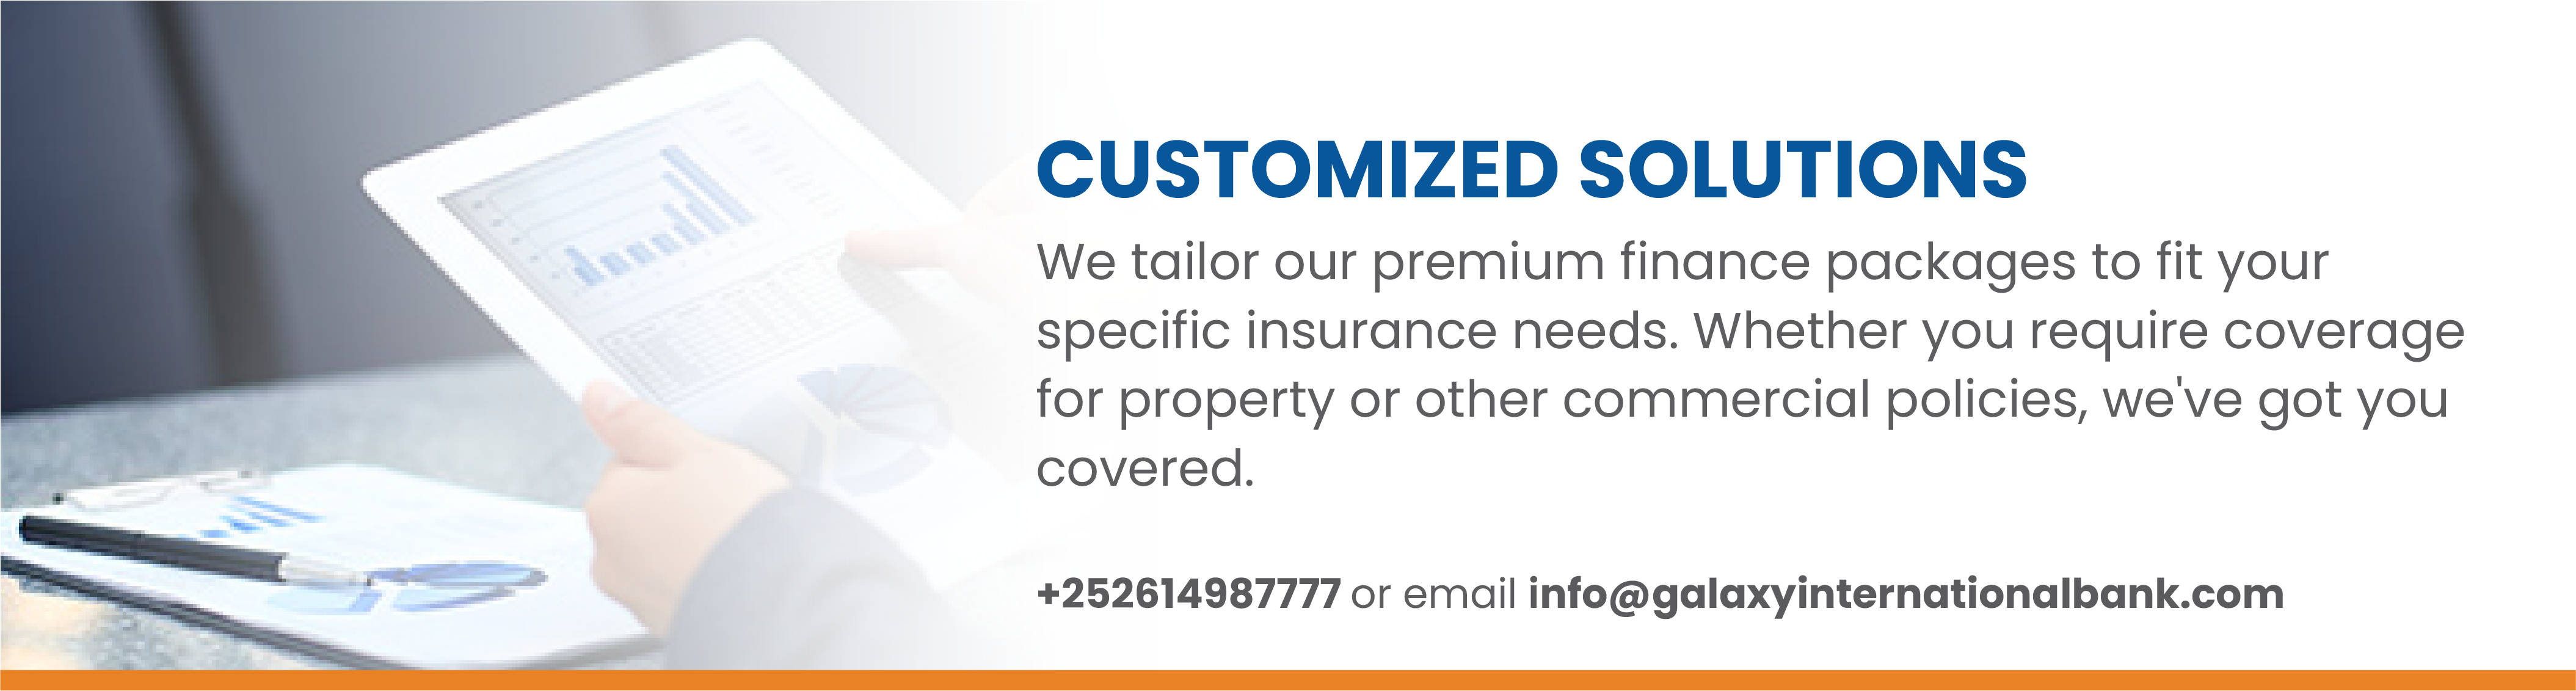 CUSTOMIZED SOLUTIONS
We tailor our premium finance packages to fit your
specific insurance needs. Whether you require coverage
for property or other commercial policies, we've got you
covered.
+252614987777 or email info@galaxyinternationalbank.com